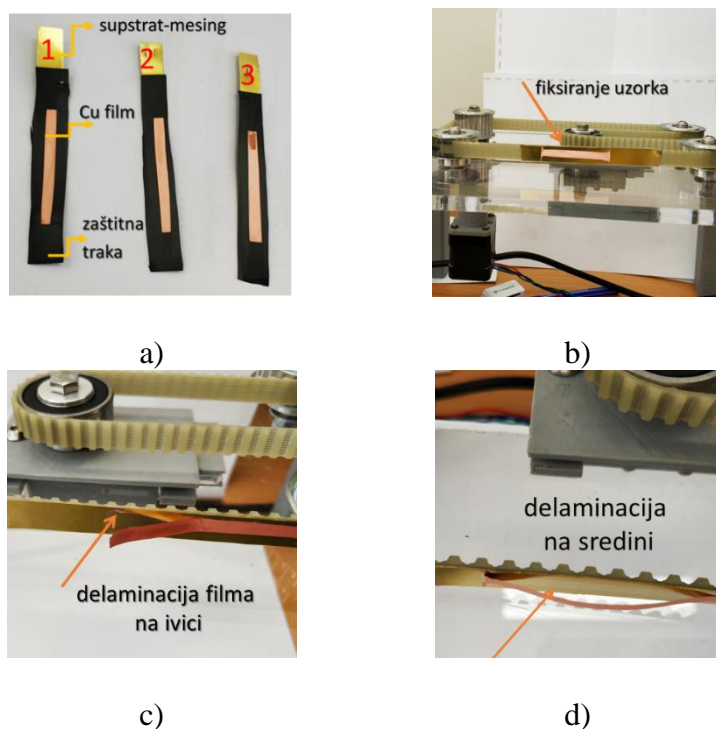 1
2
3
supstrat-mesing
Cu film
zaštitna
traka
a)
fiksiranje uzorka
b)
delaminacija filma
na ivici
c)
delaminacija
na sredini
d)